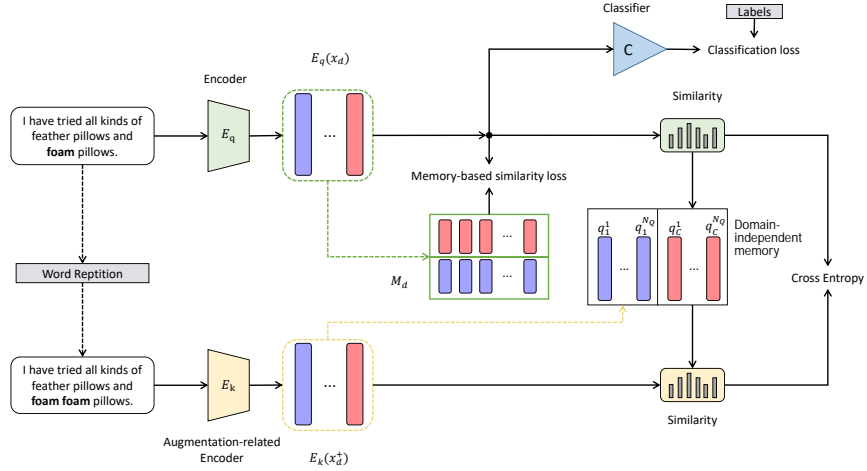 Classifier
Labels
C
Classification loss
E_q(x_d)
Encoder
Similarity
I have tried all kinds of
feather pillows and
foam pillows.
E_q
...
Memory-based similarity loss
q_1^1 q_1^{N_Q} q_C^1 q_C^{N_Q}
Domain-
independent
memory
...
...
... ...
Word Reptition
M_d
Cross Entropy
I have tried all kinds of
feather pillows and
foam foam pillows.
E_k
...
Similarity
Augmentation-related
Encoder
E_k(x_d^+)